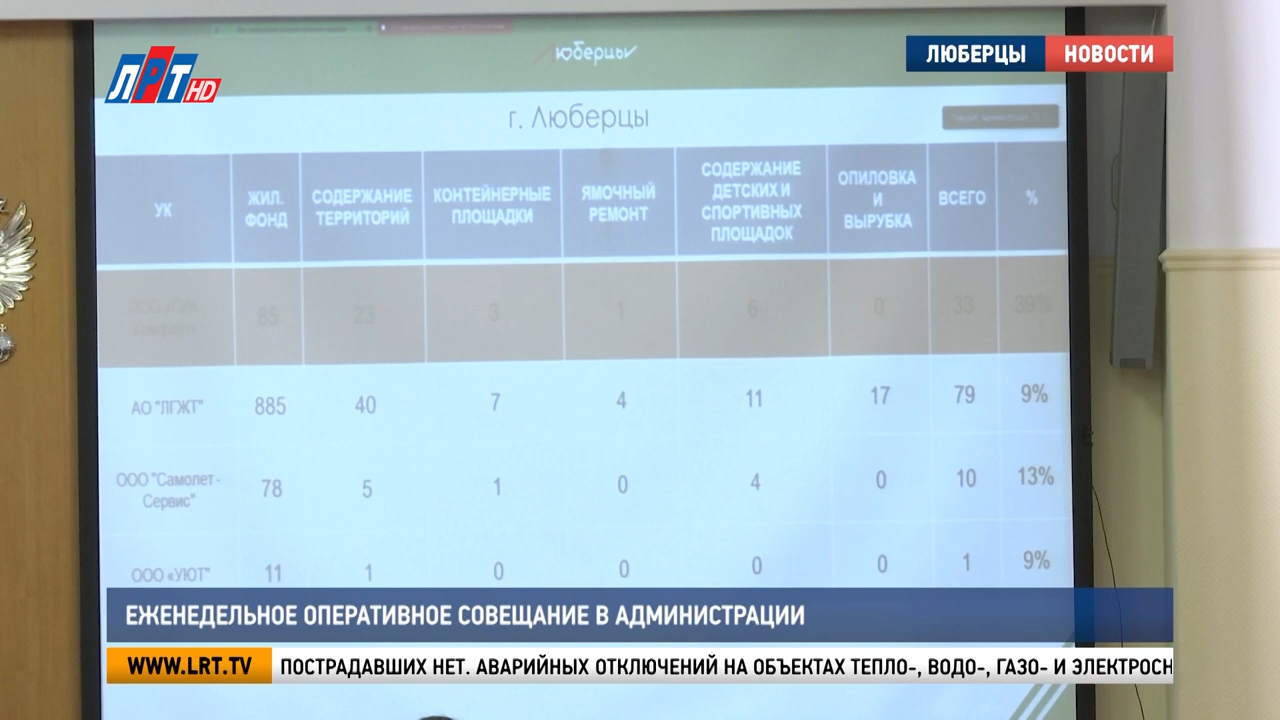 ЛРТ HD
ЛЮБЕРЦЫ НОВОСТИ
люберцы
г. Люберцы
УК
ЖИЛ. ФОНД
СОДЕРЖАНИЕ ТЕРРИТОРИЙ
КОНТЕЙНЕРНЫЕ ПЛОЩАДКИ
ЯМОЧНЫЙ РЕМОНТ
СОДЕРЖАНИЕ ДЕТСКИХ И СПОРТИВНЫХ ПЛОЩАДОК
ОПИЛОВКА И ВЫРУБКА
ВСЕГО
%
85 23 3 1 6 0 33 39%
АО "ЛГЖТ" 885 40 7 4 11 17 79 9%
ООО "Самолет-Сервис" 78 5 1 0 4 0 10 13%
ООО «УЮТ" 11 1 0 0 0 0 1 9%
ЕЖЕНЕДЕЛЬНОЕ ОПЕРАТИВНОЕ СОВЕЩАНИЕ В АДМИНИСТРАЦИИ
WWW.LRT.TV ПОСТРАДАВШИХ НЕТ. АВАРИЙНЫХ ОТКЛЮЧЕНИЙ НА ОБЪЕКТАХ ТЕПЛО-, ВОДО-, ГАЗО- И ЭЛЕКТРОСН